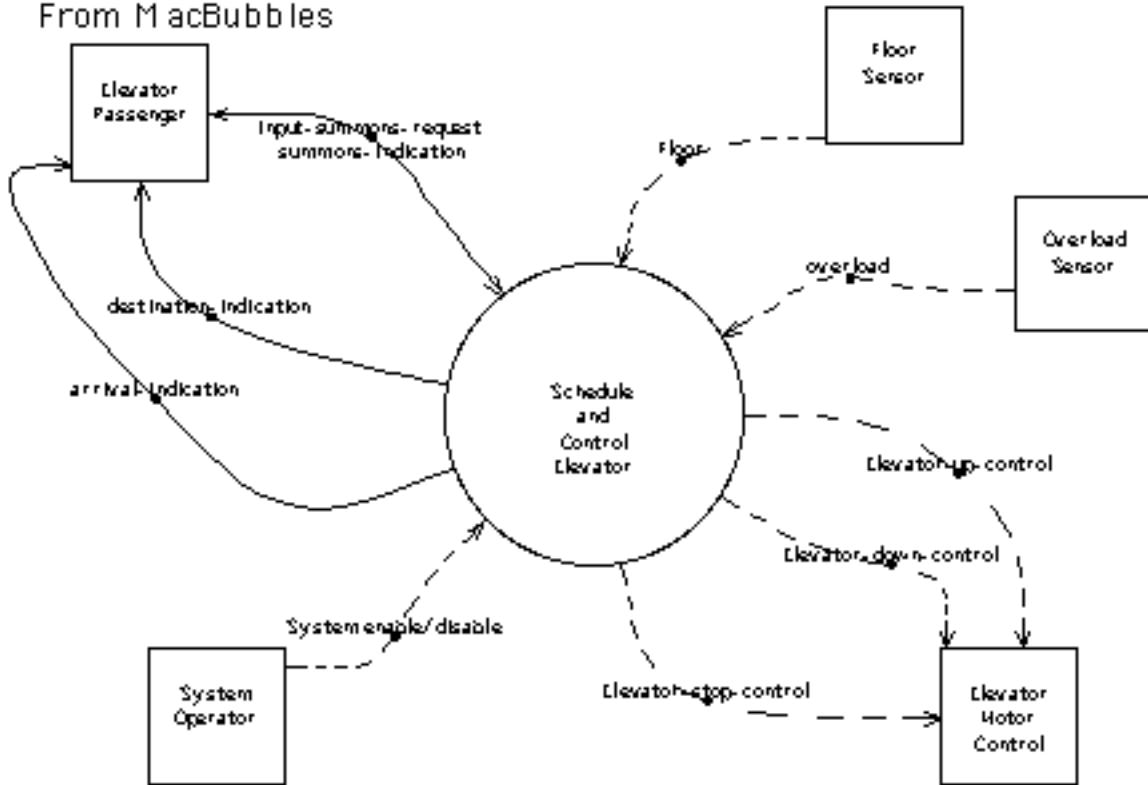 From MacBubbles
Elevator
Passenger
Floor
Sensor
Input-summons-request
summons-indication
Floor
Overload
Sensor
overload
destination-indication
arrival-indication
Schedule
and
Control
Elevator
Elevator-up-control
Elevator-down-control
System enable/disable
Elevator-stop-control
System
Operator
Elevator
Motor
Control